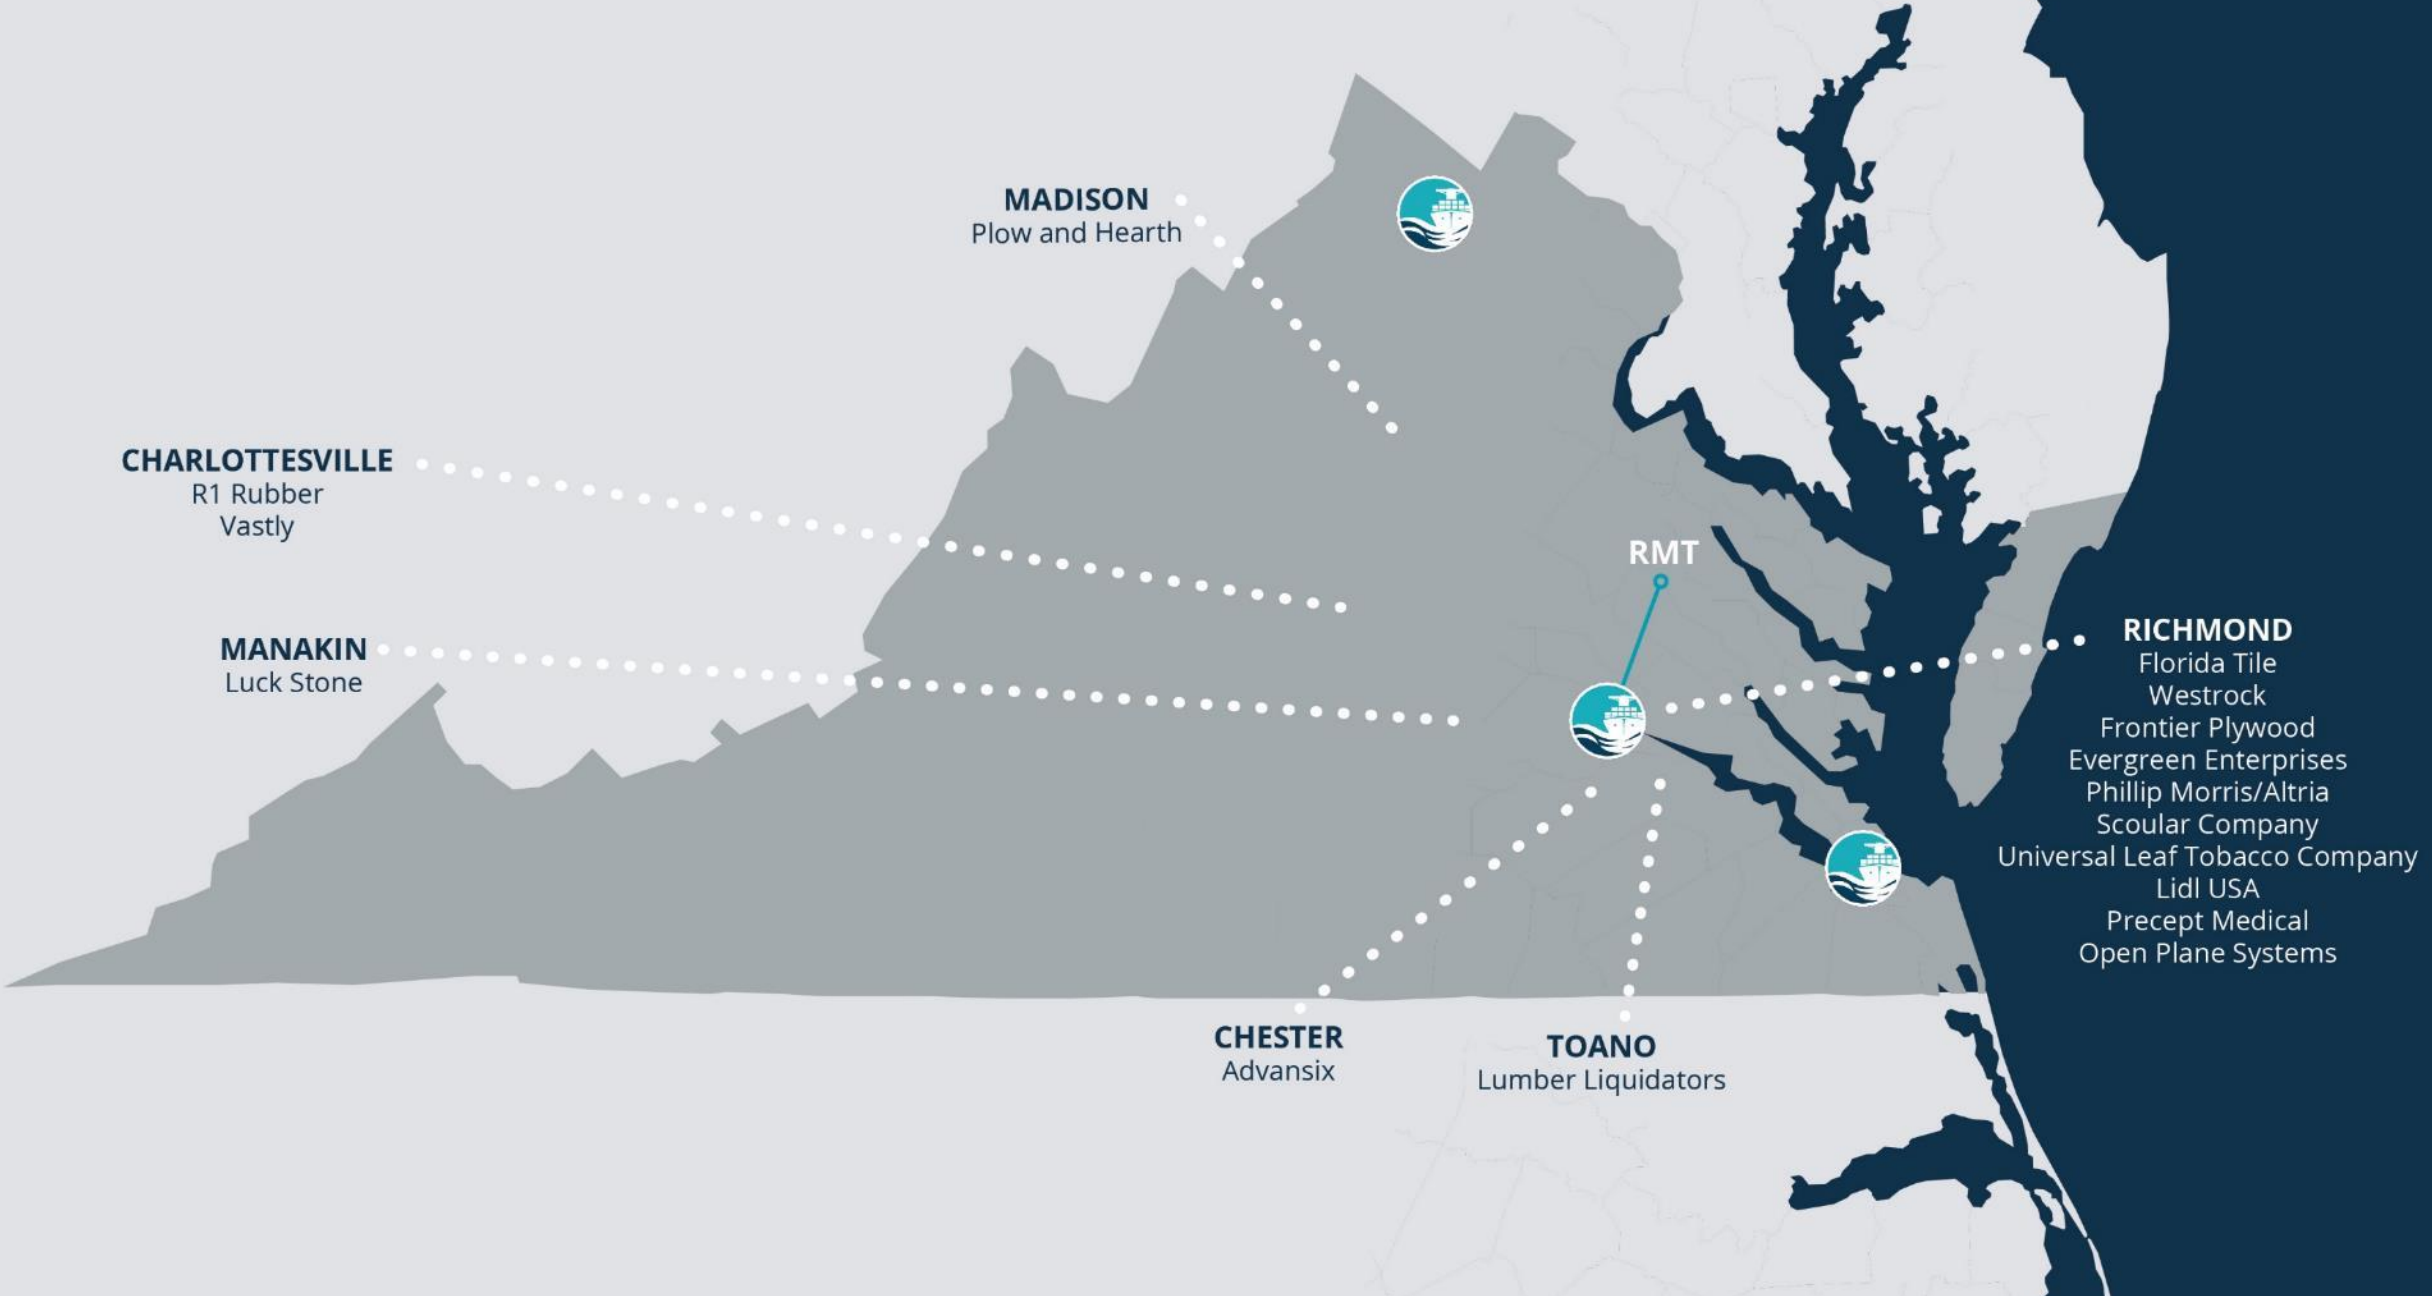 MADISON
Plow and Hearth
CHARLOTTESVILLE
R1 Rubber
Vastly
MANAKIN
Luck Stone
RMT
RICHMOND
Florida Tile
Westrock
Frontier Plywood
Evergreen Enterprises
Phillip Morris/Altria
Scoular Company
Universal Leaf Tobacco Company
Lidl USA
Precept Medical
Open Plane Systems
CHESTER
Advansix
TOANO
Lumber Liquidators